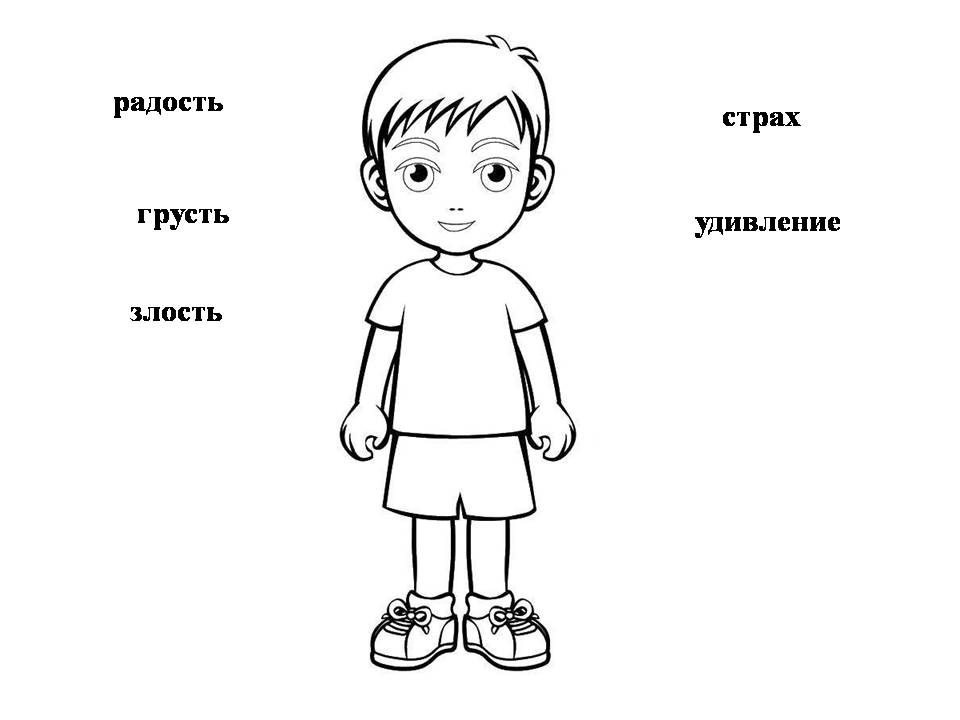 радость
грусть
злость
страх
удивление